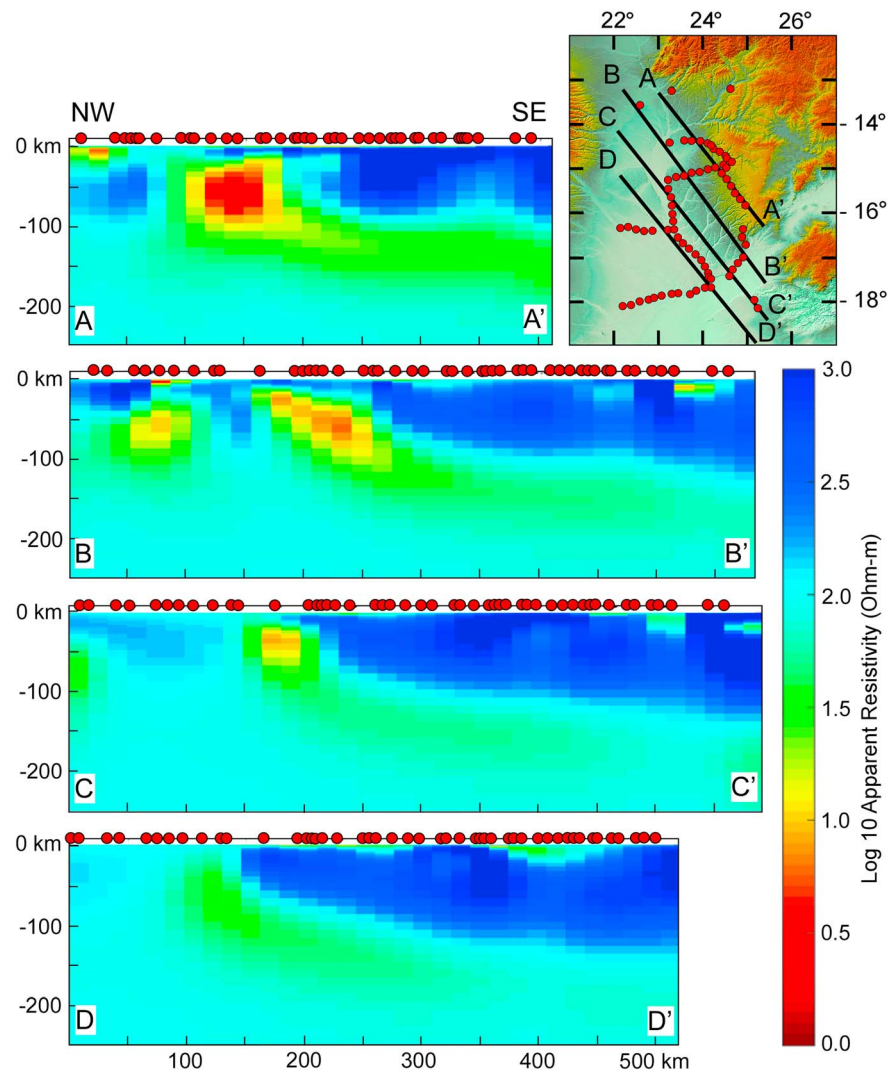 22° 24° 26°
B A
C
D
- 14°
- 16°
- 18°
A'
B'
C'
D'
NW SE
0 km
-100
-200
A A'
0 km
-100
-200
B B'
0 km
-100
-200
C C'
0 km
-100
-200
D D'
100 200 300 400 500 km
3.0
2.5
2.0
1.5
1.0
0.5
0.0
Log 10 Apparent Resistivity (Ohm-m)